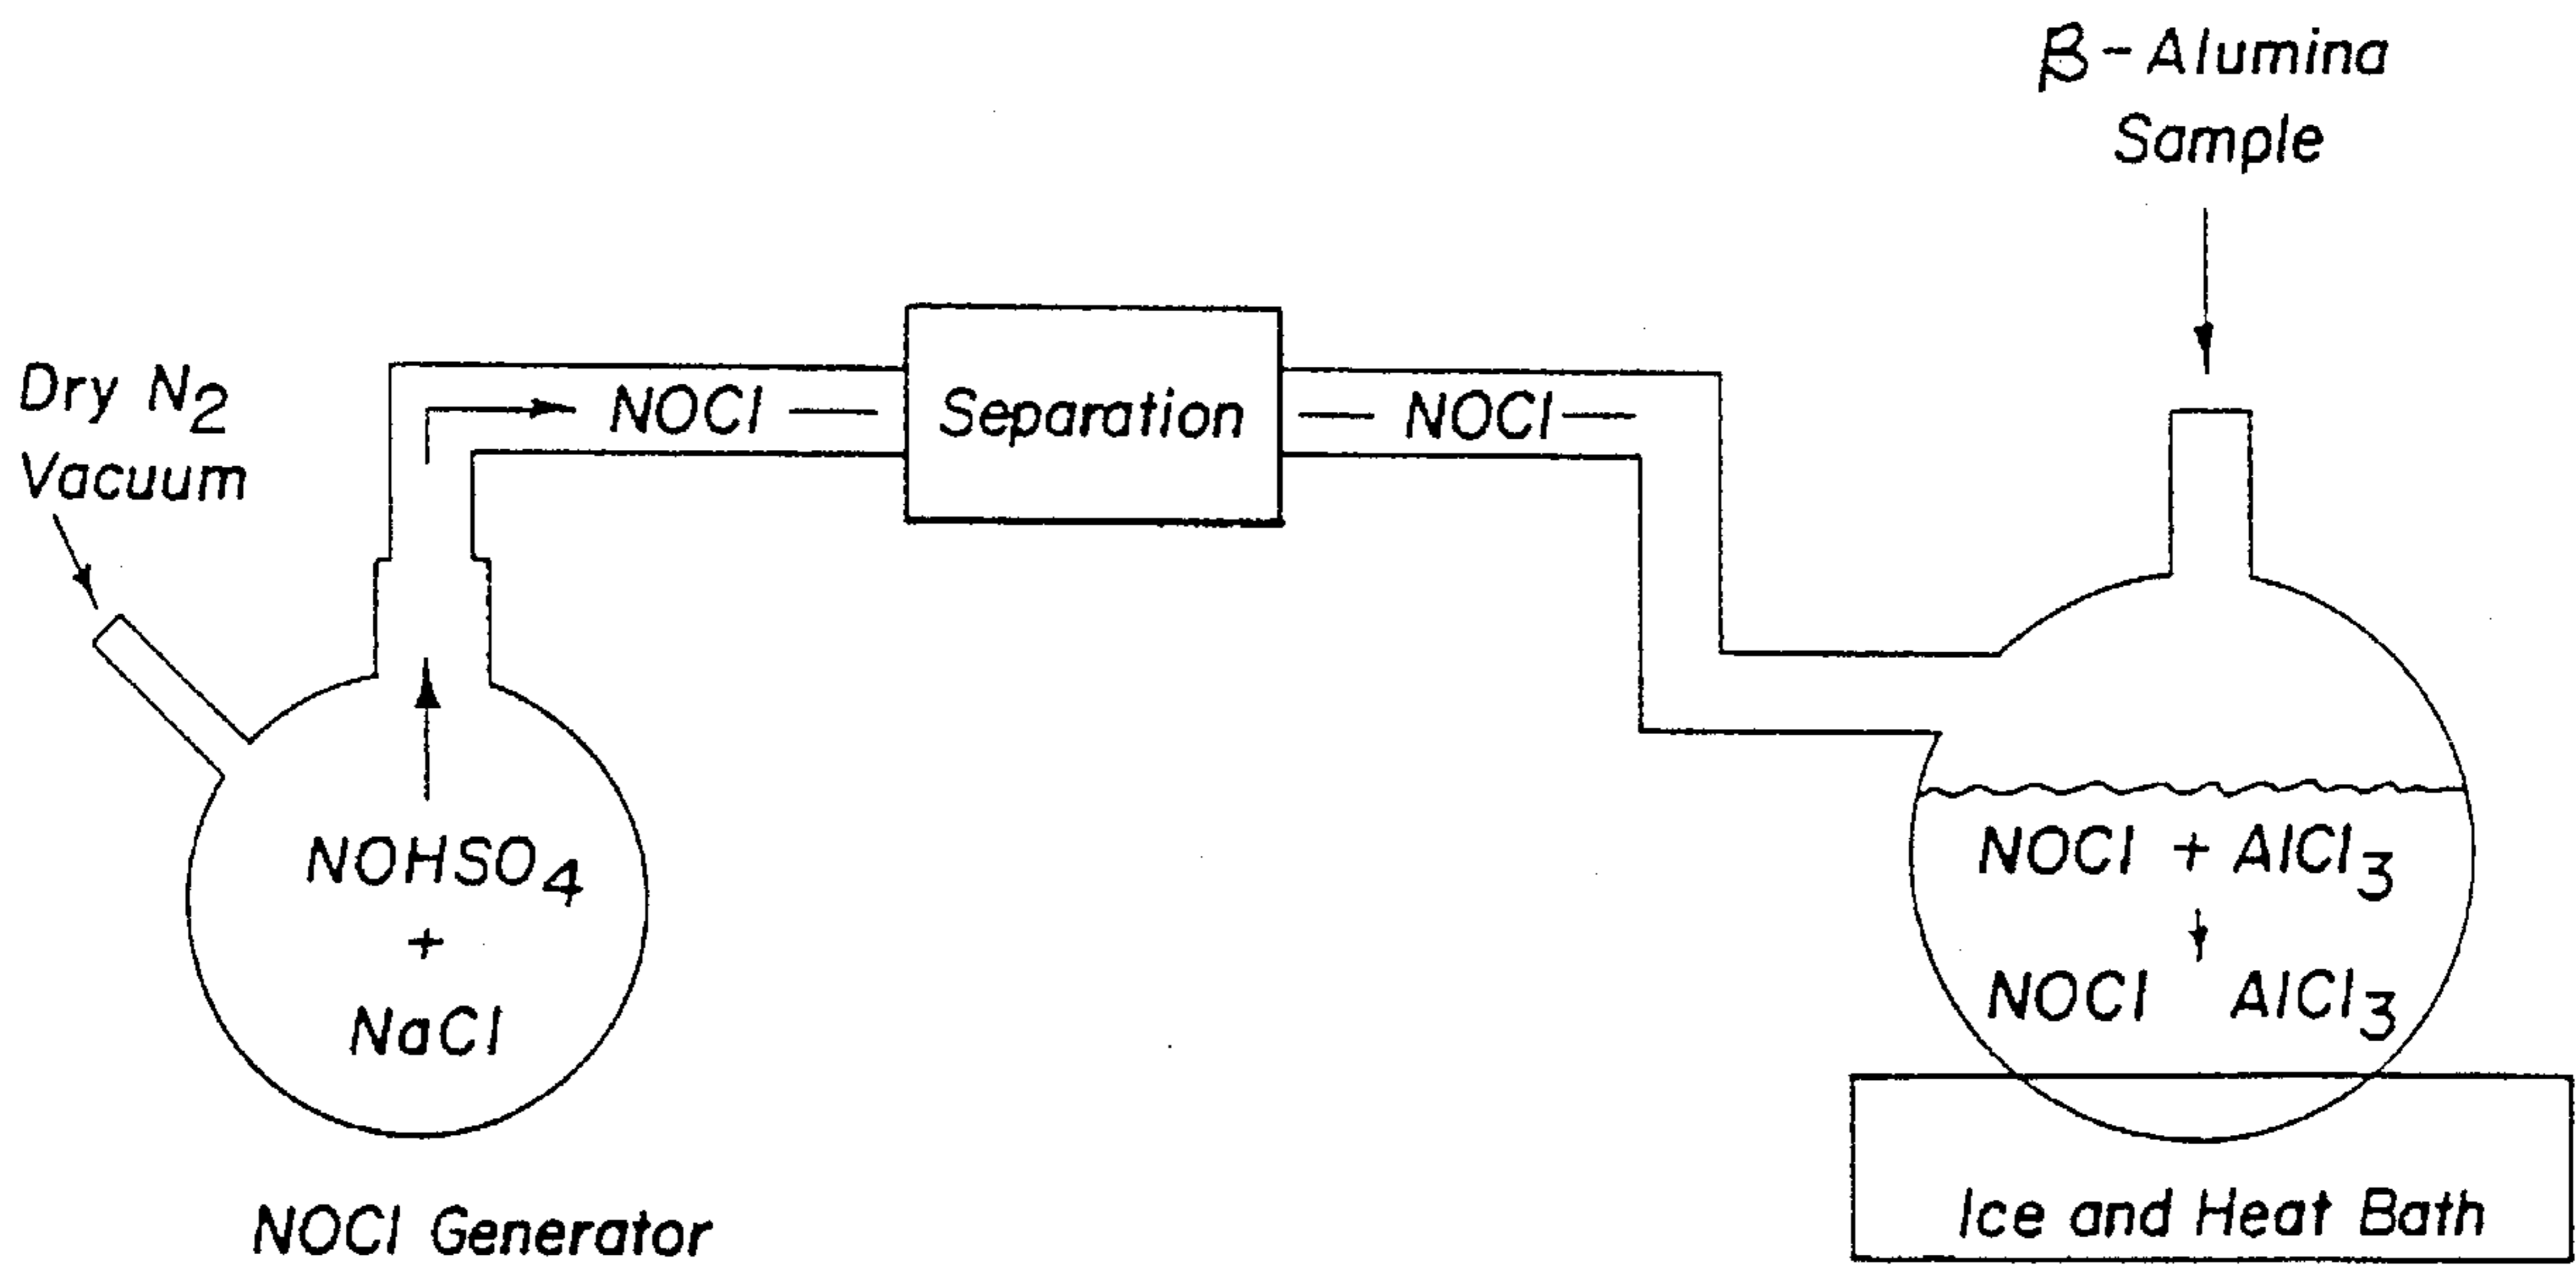 β-Alumina
Sample
Dry N2
Vacuum
NOCl
Separation
NOCl
NOHSO4
+
NaCl
NOCl + AlCl3
NOCl AlCl3
NOCl Generator
Ice and Heat Bath